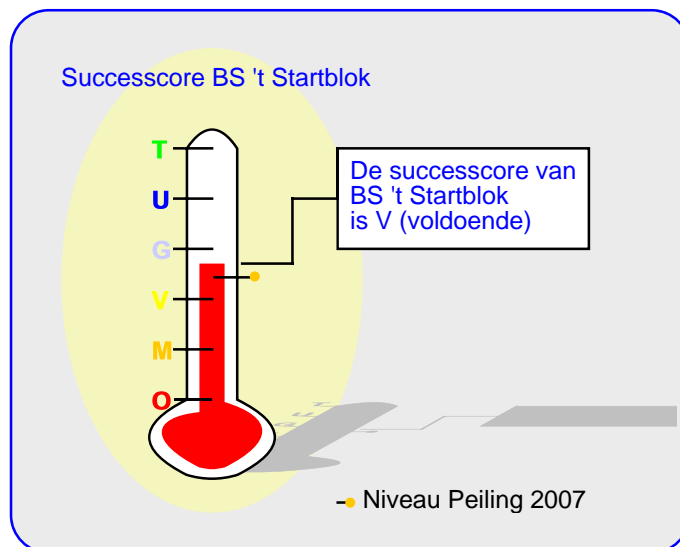 Successcore BS 't Startblok
T
U
G
V
M
O
De successcore van
BS 't Startblok
is V (voldoende)
Niveau Peiling 2007